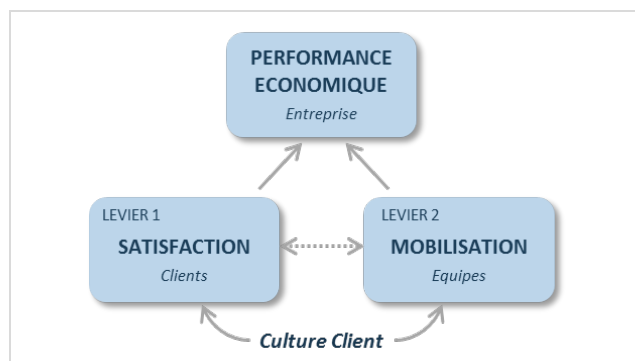 PERFORMANCE
ECONOMIQUE
Entreprise
LEVIER 1
SATISFACTION
Clients
LEVIER 2
MOBILISATION
Equipes
Culture Client